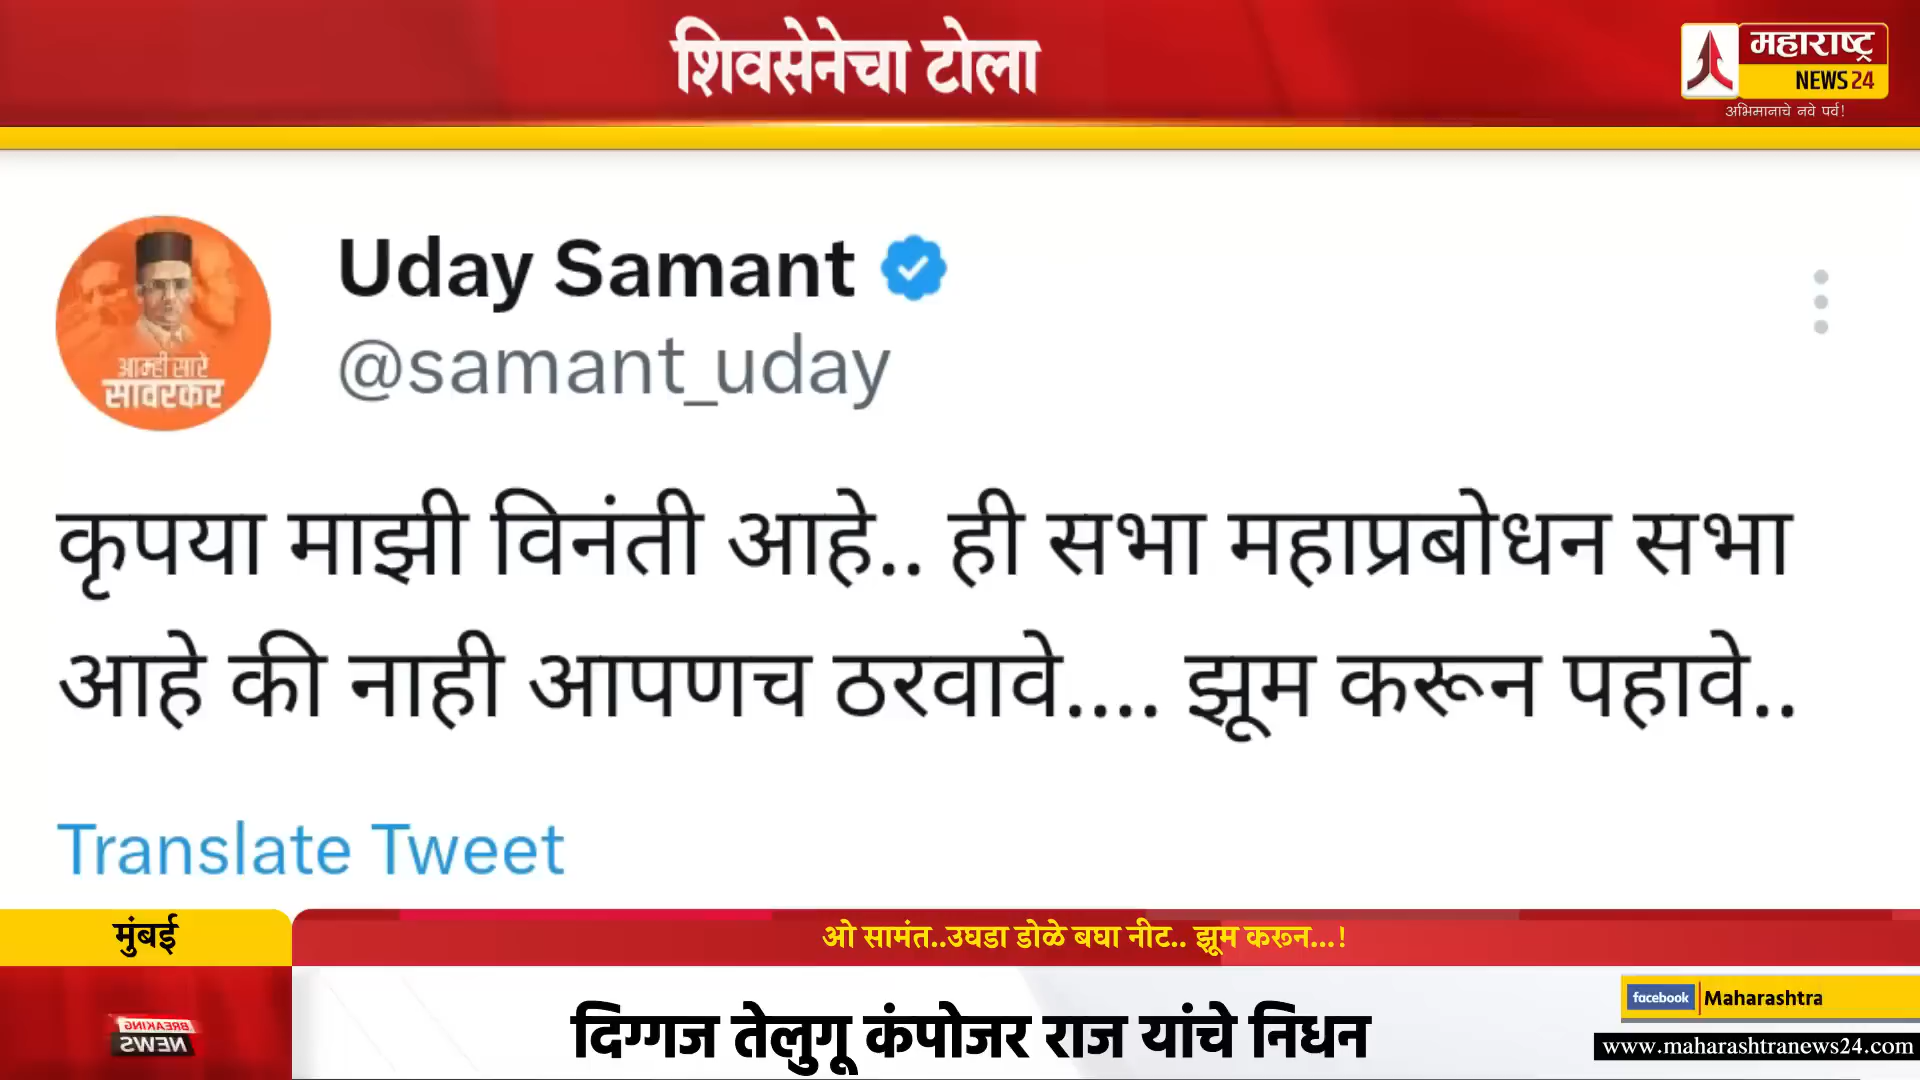 शिवसेनेचा टोला
महाराष्ट्र
NEWS 24
अभिमानाचे नवे पर्व!
Uday Samant
@samant_uday
आम्ही सारे
सावरकर
कृपया माझी विनंती आहे.. ही सभा महाप्रबोधन सभा
आहे की नाही आपणच ठरवावे.... झूम करून पहावे..
Translate Tweet
मुंबई
ओ सामंत..उघडा डोळे बघा नीट.. झूम करून...!
BREAKING
NEWS
दिग्गज तेलुगू कंपोजर राज यांचे निधन
facebook
Maharashtra
www.maharashtranews24.com